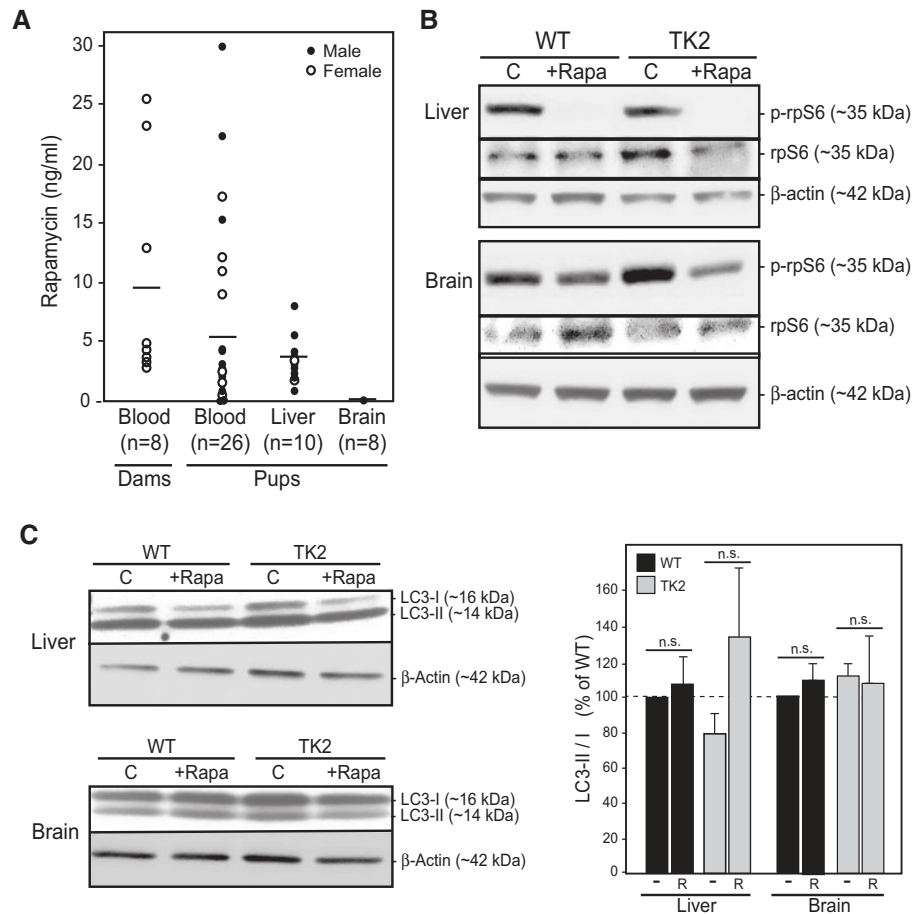 A
Rapamycin (ng/ml)
30
25
20
15
10
5
0
Male
Female
Blood Blood Liver Brain
(n=8) (n=26) (n=10) (n=8)
Dams Pups
B
WT TK2
C +Rapa C +Rapa
Liver
p-rpS6 (~35 kDa)
rpS6 (~35 kDa)
β-actin (~42 kDa)
Brain
p-rpS6 (~35 kDa)
rpS6 (~35 kDa)
β-actin (~42 kDa)
C
WT TK2
C +Rapa C +Rapa
Liver
LC3-I (~16 kDa)
LC3-II (~14 kDa)
β-Actin (~42 kDa)
WT TK2
C +Rapa C +Rapa
Brain
LC3-I (~16 kDa)
LC3-II (~14 kDa)
β-Actin (~42 kDa)
LC3-II / I (% of WT)
160
140
120
100
80
60
40
20
0
WT
TK2
n.s.
n.s.
n.s.
n.s.
- R - R - R - R
Liver Brain